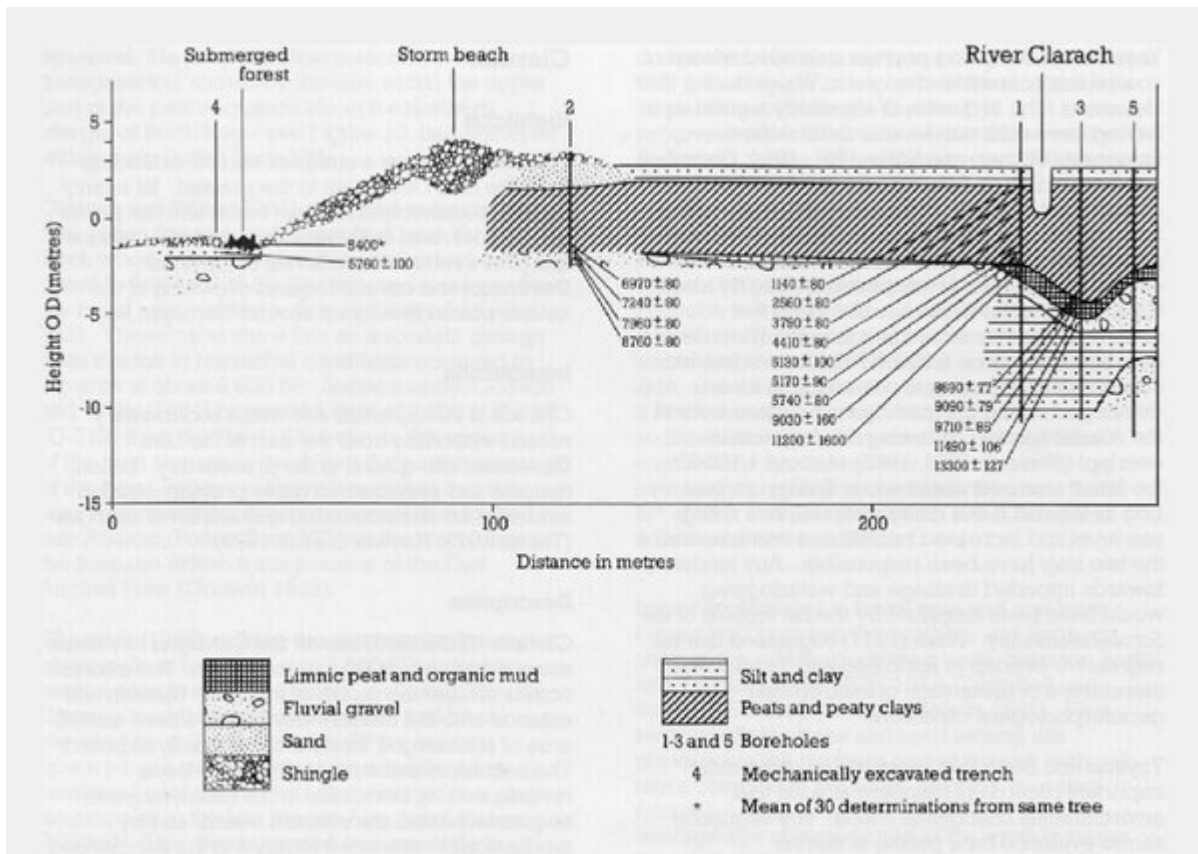 Submerged
forest
Storm beach
River Clarach
4
2
1
3
5
5
0
-5
-10
-15
Height O.D (metres)
8400*
5760 ± 100
6970 ± 80
7240 ± 80
7960 ± 80
8760 ± 80
1140 ± 80
2560 ± 80
3790 ± 80
4410 ± 80
5170 ± 90
5740 ± 80
9030 ± 160
11200 ± 1600
8690 ± 77
9090 ± 79
9710 ± 85
11490 ± 106
13300 ± 127
0
100
200
Distance in metres
Limnic peat and organic mud
Fluvial gravel
Sand
Shingle
Silt and clay
Peats and peaty clays
1-3 and 5 Boreholes
4 Mechanically excavated trench
* Mean of 30 determinations from same tree